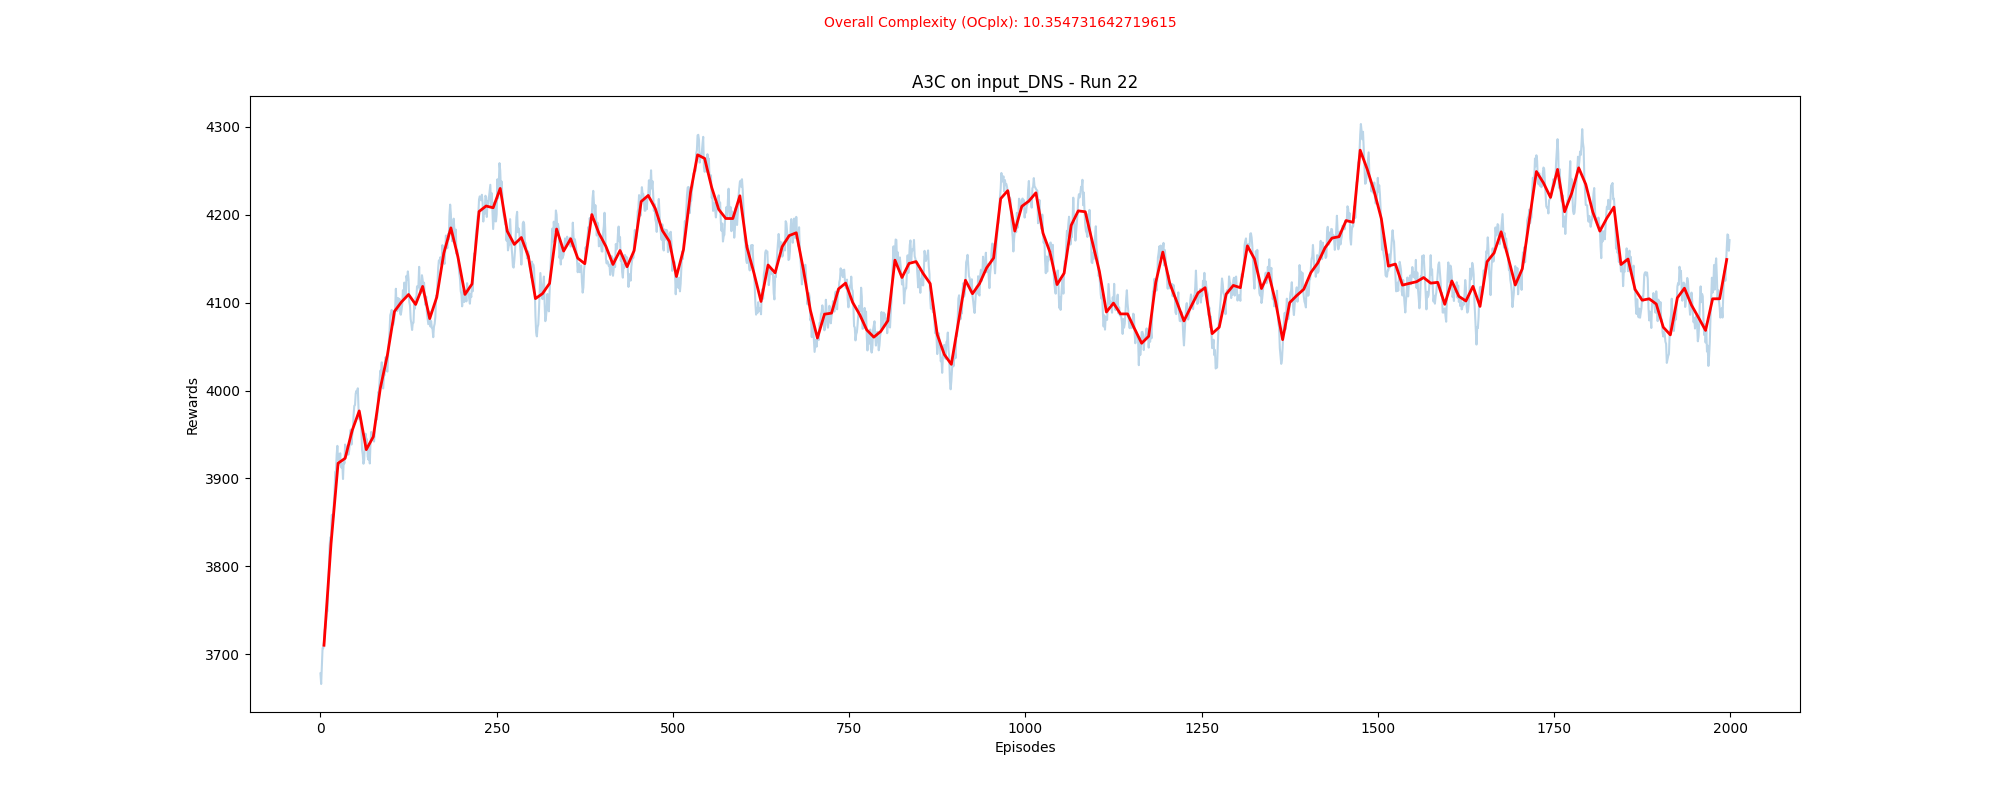 Overall Complexity (OCplx): 10.354731642719615
A3C on input_DNS - Run 22
4300
4200
4100
4000
3900
3800
3700
Rewards
0 250 500 750 1000 1250 1500 1750 2000
Episodes